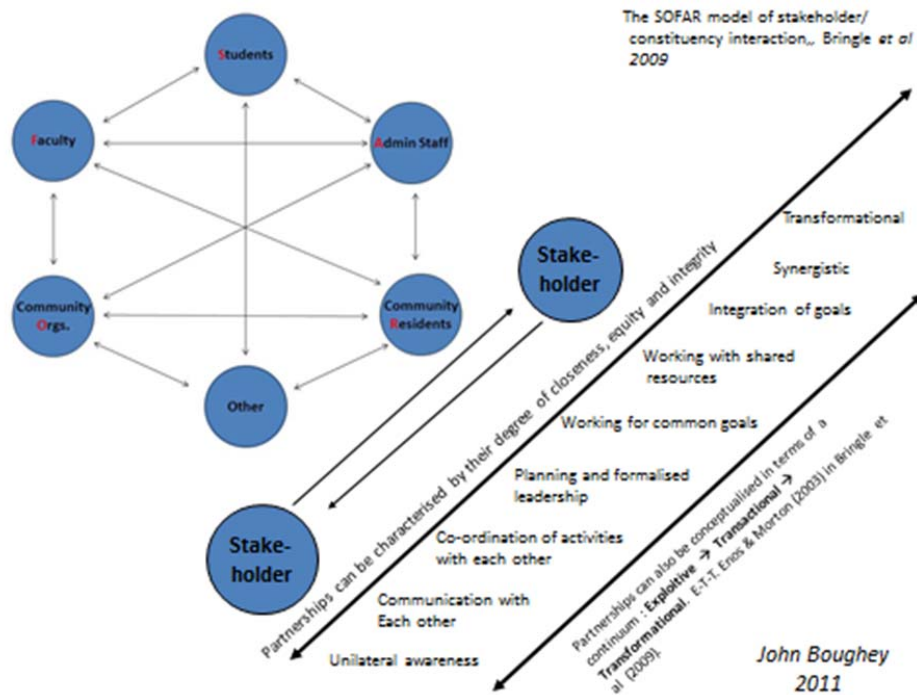 The SOFAR model of stakeholder/
constituency interaction,, Bringle et al
2009
Students
Faculty
Admin Staff
Community
Orgs.
Community
Residents
Other
Stake-
holder
Stake-
holder
Partnerships can be characterised by their degree of closeness, equity and integrity
Transformational
Synergistic
Integration of goals
Working with shared
resources
Working for common goals
Planning and formalised
leadership
Co-ordination of activities
with each other
Communication with
Each other
Unilateral awareness
Partnerships can also be conceptualised in terms of a
continuum : Exploitive → Transactional →
Transformational. E-T-T. Enos & Morton (2003) in Bringle et
al (2009).
John Boughey
2011